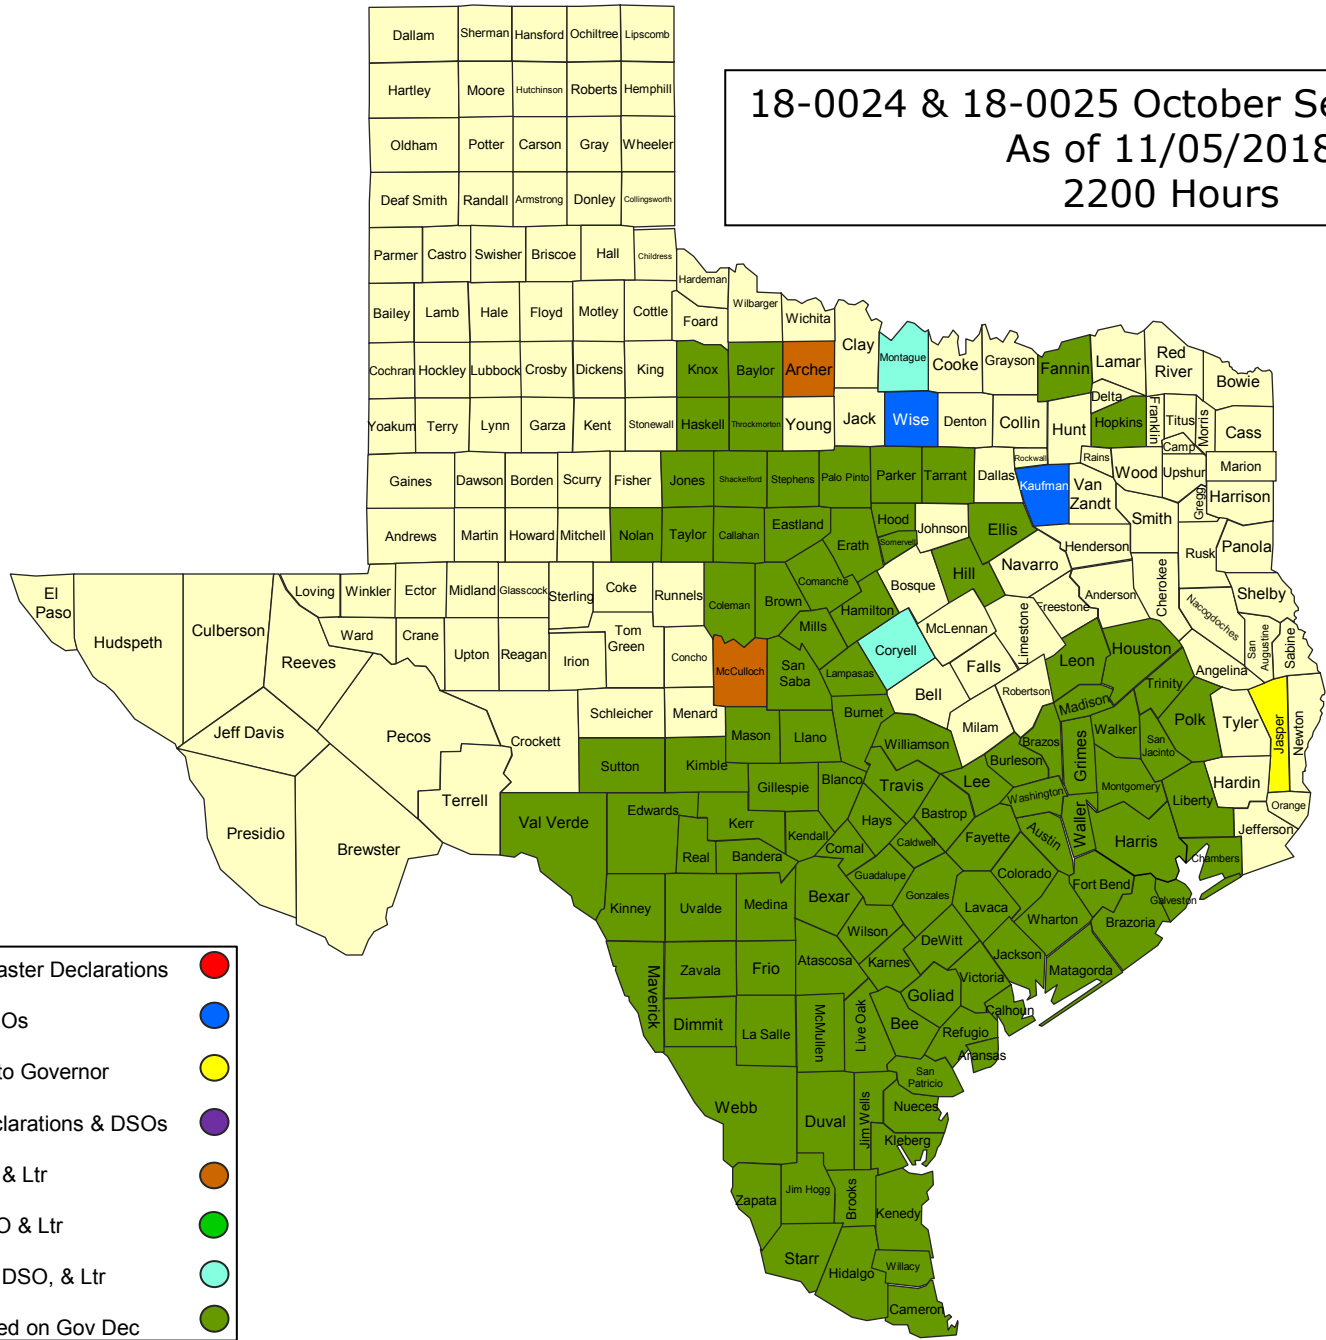 Dallam Sherman Hansford Ochiltree Lipscomb
Hartley Moore Hutchinson Roberts Hemphill
18-0024 & 18-0025 October Se
As of 11/05/2018
2200 Hours
Oldham Potter Carson Gray Wheeler
Deaf Smith Randall Armstrong Donley Collingsworth
Parmer Castro Swisher Briscoe Hall Childress
Hardeman
Wilbarger
Bailey Lamb Hale Floyd Motley Cottle Foard Wichita
Clay Montague Cooke Grayson Fannin Lamar Red
River Bowie
Cochran Hockley Lubbock Crosby Dickens King Knox Baylor Archer
Delta
Yoakum Terry Lynn Garza Kent Stonewall Haskell Throckmorton Young Jack Wise Denton Collin Hunt Hopkins Franklin Titus Morris Cass
Camp
Gaines Dawson Borden Scurry Fisher Jones Shackelford Stephens Palo Pinto Parker Tarrant Dallas Rockwall Rains Wood Upshur Marion
Kaufman Van
Zandt Gregg Harrison
Andrews Martin Howard Mitchell Nolan Taylor Callahan Eastland Erath Hood Somervell Johnson Ellis Smith
Henderson Rusk Panola
El
Paso Hudspeth Culberson Loving Winkler Ector Midland Glasscock Sterling Coke Runnels Coleman Brown Comanche Bosque Hill Navarro Anderson Cherokee Shelby
Hamilton Freestone Nacogdoches
Reeves Ward Crane Upton Reagan Irion Tom
Green Concho McCulloch Mills Coryell McLennan Limestone San
Augustine Sabine
San
Saba Lampasas Falls Leon Houston Angelina
Bell Robertson Trinity
Jeff Davis Pecos Crockett Schleicher Menard Mason Llano Burnet Milam Madison Polk Tyler Jasper Newton
Williamson Brazos Grimes Walker San
Jacinto
Sutton Kimble Gillespie Blanco Travis Lee Burleson Hardin
Presidio Brewster Terrell Washington Montgomery Liberty Orange
Val Verde Edwards Kerr Kendall Hays Bastrop Waller Jefferson
Real Bandera Comal Caldwell Fayette Austin Harris Chambers
Kinney Uvalde Medina Bexar Guadalupe Gonzales Colorado Fort Bend Galveston
Lavaca Wharton Brazoria
Wilson DeWitt
Zavala Frio Atascosa Karnes Jackson Matagorda
Maverick Victoria
Dimmit La Salle McMullen Live Oak Goliad Calhoun
Bee Refugio
Aransas
San
Patricio
Webb Duval Jim Wells Nueces
Kleberg
Zapata Jim Hogg Brooks Kenedy
Starr Hidalgo Willacy
Cameron
aster Declarations
Os
to Governor
clarations & DSOs
& Ltr
O & Ltr
DSO, & Ltr
ed on Gov Dec